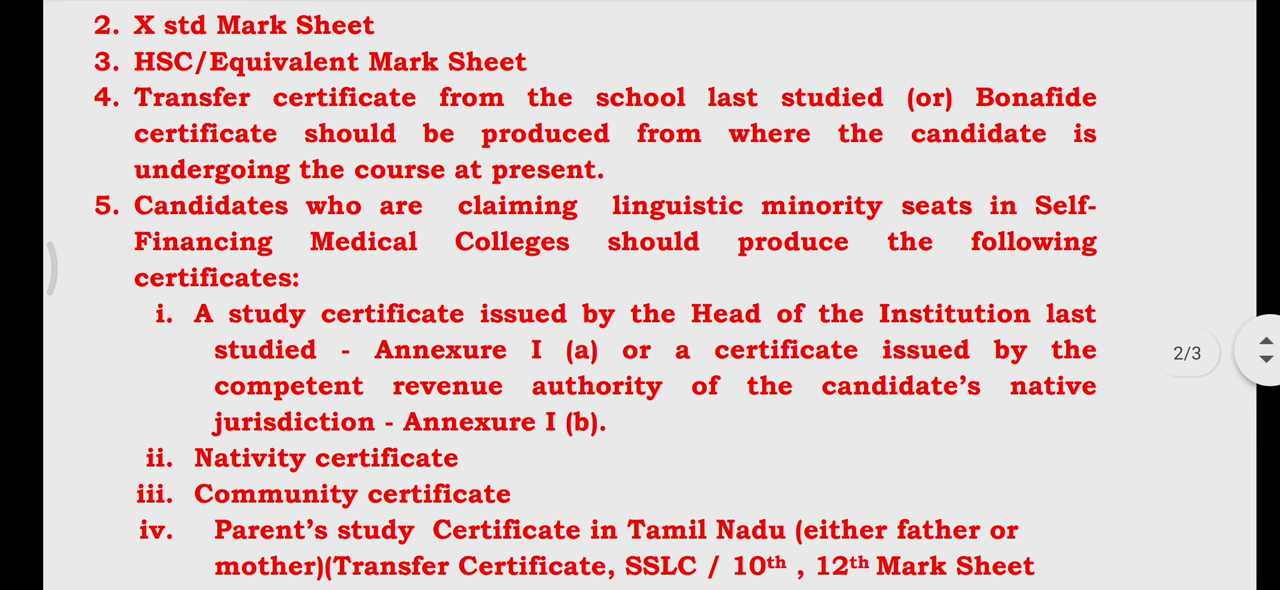 2. X std Mark Sheet
3. HSC/Equivalent Mark Sheet
4. Transfer certificate from the school last studied (or) Bonafide
certificate should be produced from where the candidate is
undergoing the course at present.
5. Candidates who are claiming linguistic minority seats in Self-
Financing Medical Colleges should produce the following
certificates:
i. A study certificate issued by the Head of the Institution last
studied - Annexure I (a) or a certificate issued by the
competent revenue authority of the candidate's native
jurisdiction - Annexure I (b).
ii. Nativity certificate
iii. Community certificate
iv. Parent's study Certificate in Tamil Nadu (either father or
mother)(Transfer Certificate, SSLC / 10th , 12th Mark Sheet
2/3